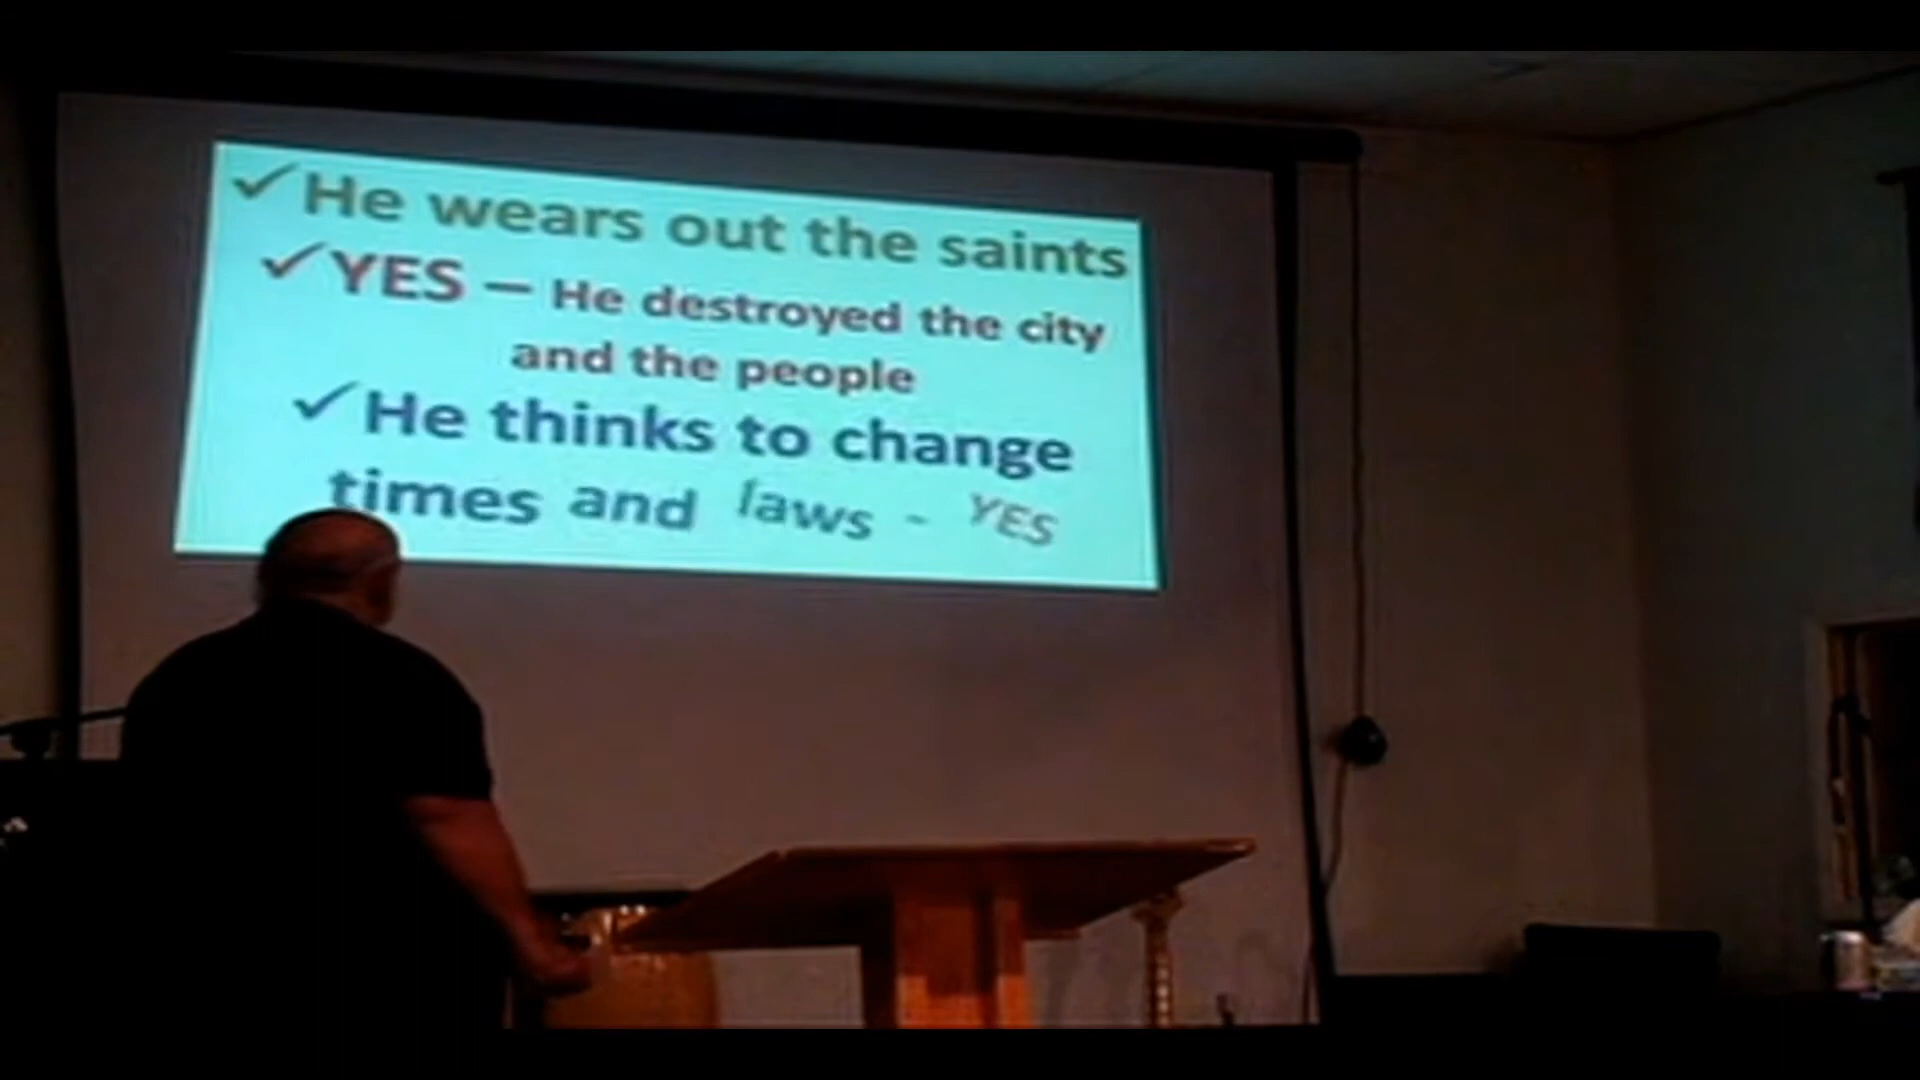 ✓He wears out the saints
✓YES – He destroyed the city
and the people
✓He thinks to change
times and laws - YES